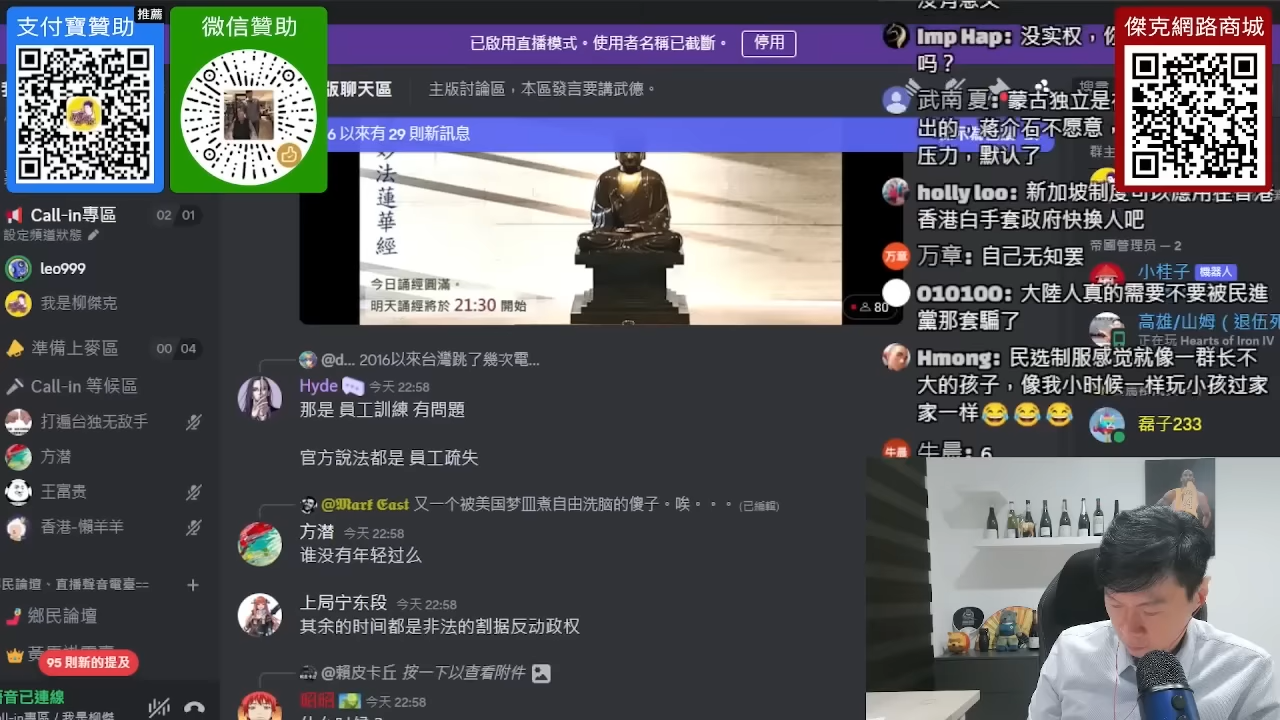 支付寶贊助
推薦
微信贊助
已啟用直播模式。使用者名稱已截斷。
停用
版聊天區
主版討論區，本區發言要講武德。
6 以來有 29 則新訊息
法蓮華經
今日誦經圓滿。
明天誦經將於 21:30 開始
80
Call-in專區
02 01
設定頻道狀態
leo999
我是柳傑克
準備上麥區
00 04
Call-in 等候區
打遍台独无敌手
方潜
王富贵
香港-懶羊羊
民論壇、直播聲音電臺==
鄉民論壇
95 則新的提及
音已連線
@d... 2016以來台灣跳了幾次電...
Hyde 今天 22:58
那是 員工訓練 有問題
官方說法都是 員工疏失
@Mark East 又一个被美国梦皿煮自由洗脑的傻子。唉。。。(已編輯)
方潜 今天 22:58
谁没有年轻过么
上局宁东段 今天 22:58
其余的时间都是非法的割据反动政权
@賴皮卡丘 按一下以查看附件
今天 22:58
傑克網路商城
Imp Hap: 没实权，你
吗？
武南 夏: 蒙古独立是
出的，蒋介石不愿意，
压力，默认了
holly loo: 新加坡制度可以應用在香港
香港白手套政府快换人吧
万章: 自己无知罢
010100: 大陸人真的需要不要被民進
黨那套騙了
Hmong: 民选制服感觉就像一群长不
大的孩子，像我小时候一样玩小孩过家
家一样😂😂😂
牛晨: 6
群主
帝國管理员 — 2
小桂子 機器人
高雄/山姆（退伍死
正在玩 Hearts of Iron IV
磊子233